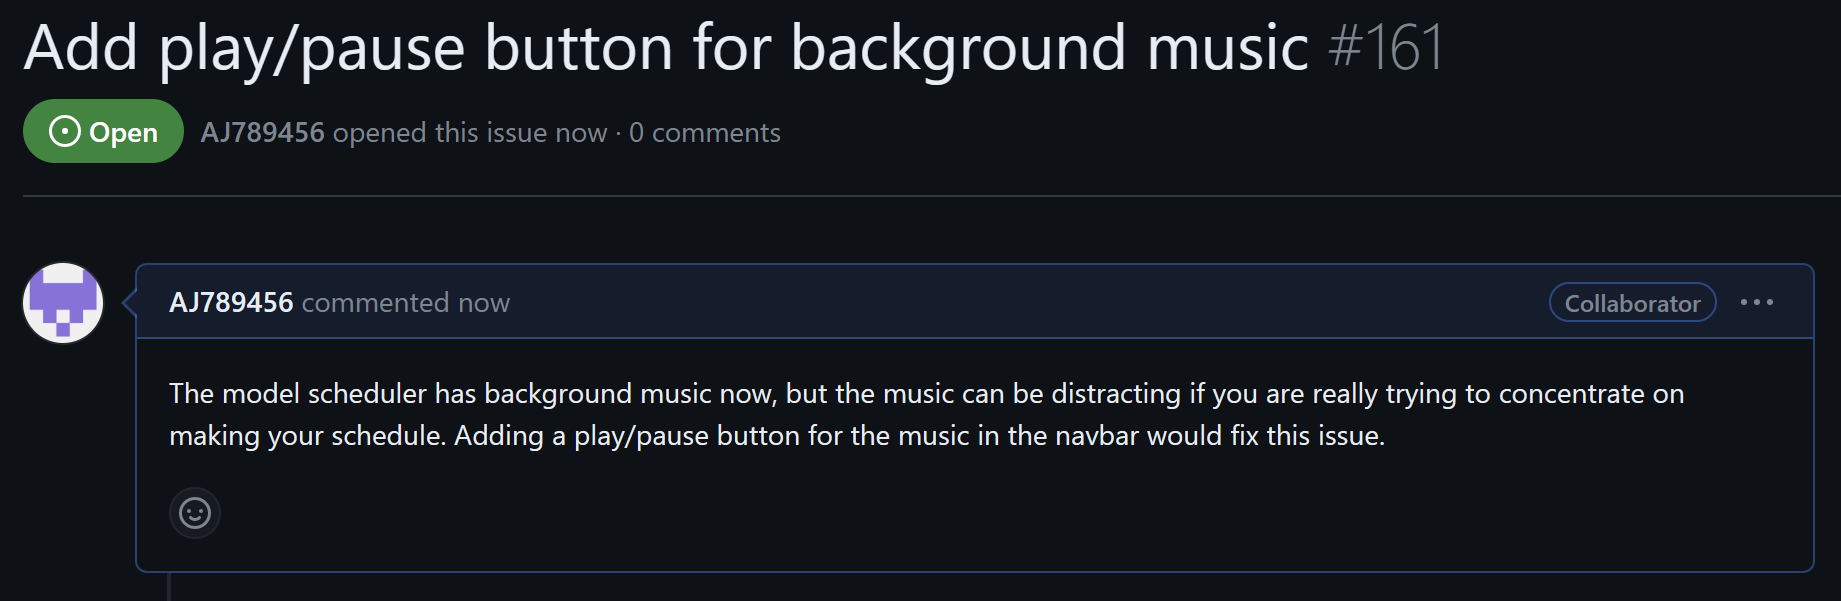 Add play/pause button for background music #161
Open AJ789456 opened this issue now · 0 comments
AJ789456 commented now Collaborator
The model scheduler has background music now, but the music can be distracting if you are really trying to concentrate on
making your schedule. Adding a play/pause button for the music in the navbar would fix this issue.